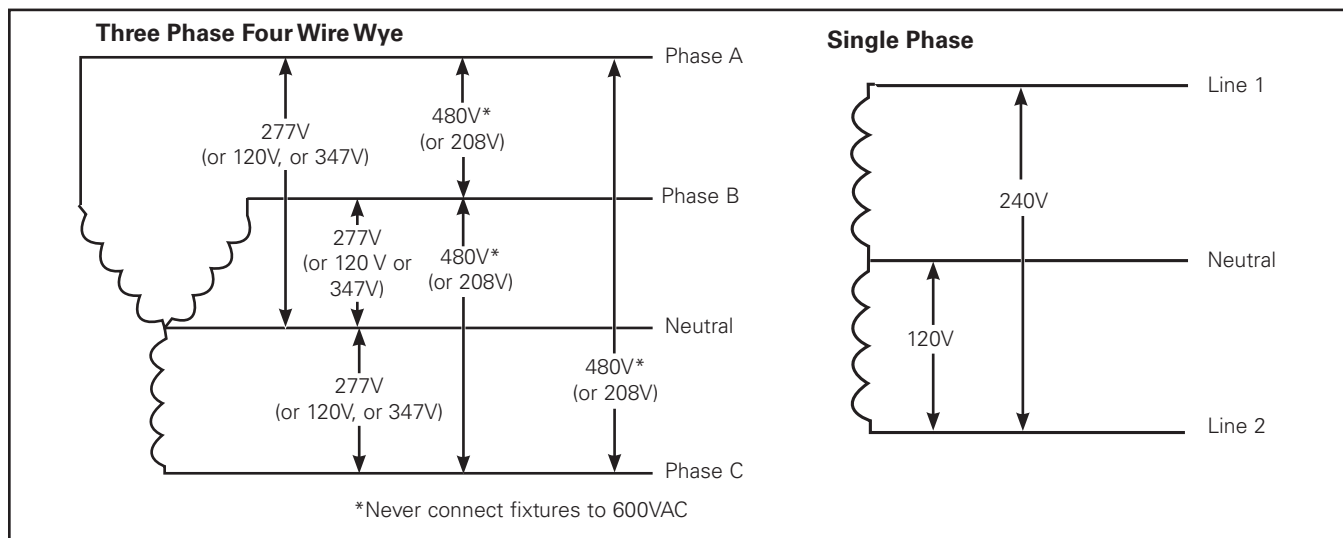 Three Phase Four Wire Wye
Phase A
277V
(or 120V, or 347V)
480V*
(or 208V)
Phase B
277V
(or 120 V or
347V)
480V*
(or 208V)
Neutral
277V
(or 120V, or 347V)
480V*
(or 208V)
Phase C
*Never connect fixtures to 600VAC
Single Phase
Line 1
240V
Neutral
120V
Line 2